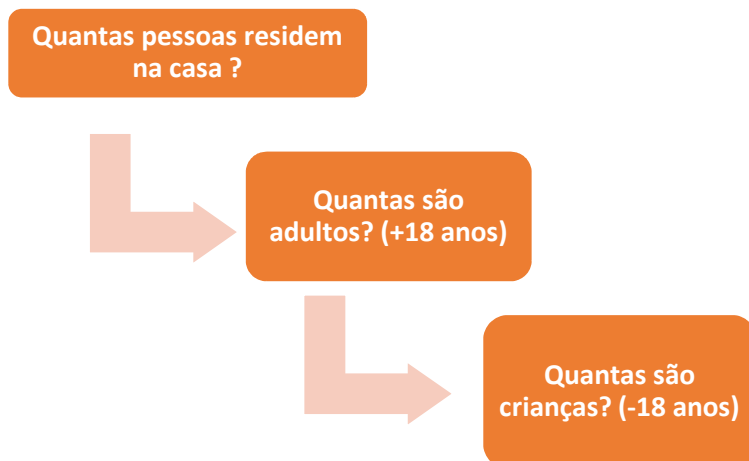 Quantas pessoas residem
na casa ?
Quantas são
adultos? (+18 anos)
Quantas são
crianças? (-18 anos)